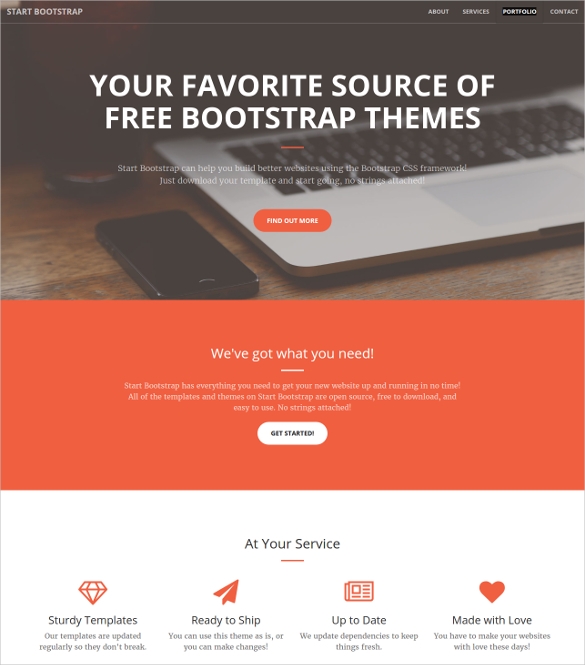 START BOOTSTRAP
ABOUT SERVICES PORTFOLIO CONTACT
YOUR FAVORITE SOURCE OF
FREE BOOTSTRAP THEMES
Start Bootstrap can help you build better websites using the Bootstrap CSS framework!
Just download your template and start going, no strings attached!
FIND OUT MORE
We've got what you need!
Start Bootstrap has everything you need to get your new website up and running in no time!
All of the templates and themes on Start Bootstrap are open source, free to download, and
easy to use. No strings attached!
GET STARTED!
At Your Service
Sturdy Templates
Our templates are updated
regularly so they don't break.
Ready to Ship
You can use this theme as is, or
you can make changes!
Up to Date
We update dependencies to keep
things fresh.
Made with Love
You have to make your websites
with love these days!